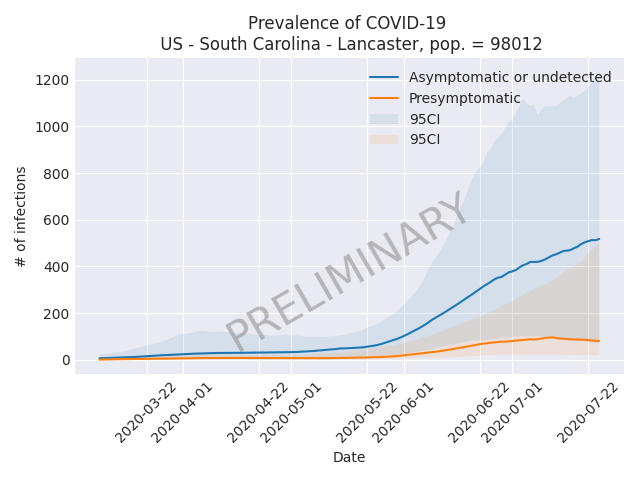 Prevalence of COVID-19
US - South Carolina - Lancaster, pop. = 98012
Asymptomatic or undetected
Presymptomatic
95CI
95CI
PRELIMINARY
# of infections
1200
1000
800
600
400
200
0
2020-03-22
2020-04-01
2020-04-22
2020-05-01
2020-05-22
2020-06-01
2020-06-22
2020-07-01
2020-07-22
Date